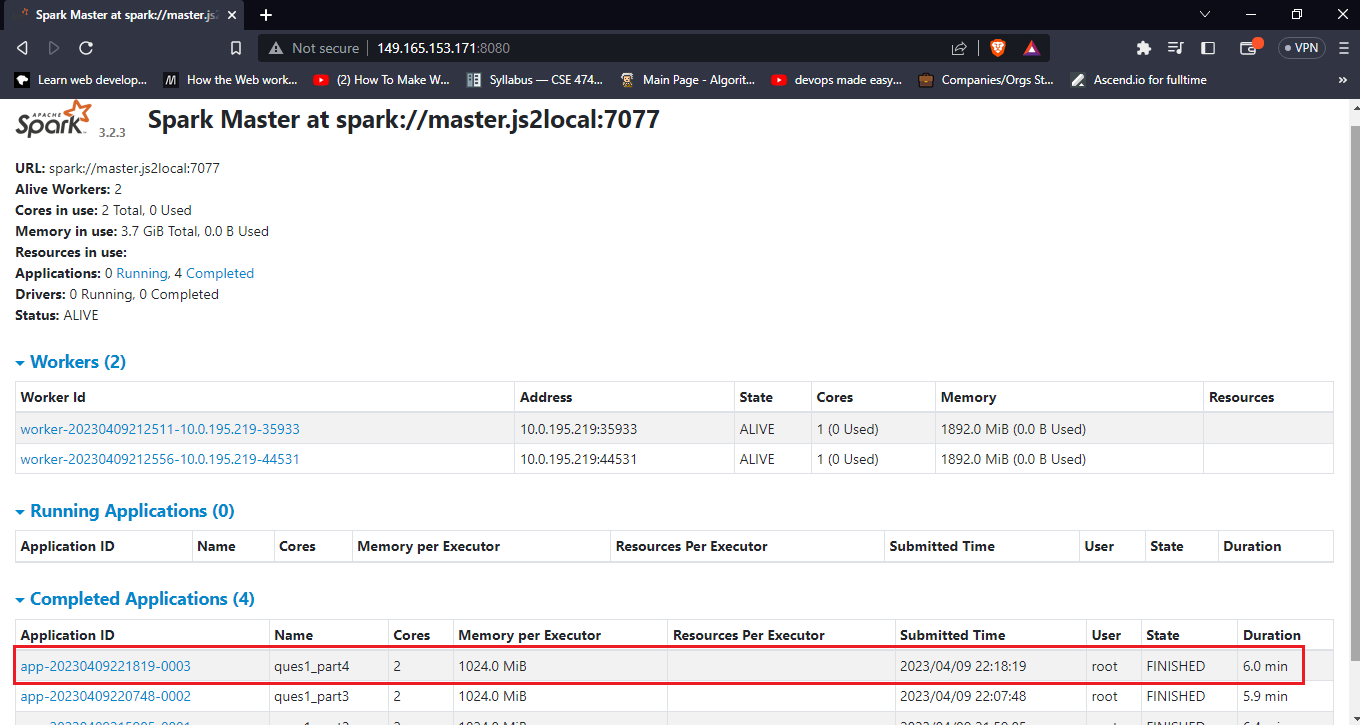 Spark Master at spark://master.js2
Not secure 149.165.153.171:8080 VPN
Learn web develop... How the Web work... (2) How To Make W... Syllabus — CSE 474... Main Page - Algorit... devops made easy... Companies/Orgs St... Ascend.io for fulltime »
APACHE Spark 3.2.3 Spark Master at spark://master.js2local:7077
URL: spark://master.js2local:7077
Alive Workers: 2
Cores in use: 2 Total, 0 Used
Memory in use: 3.7 GiB Total, 0.0 B Used
Resources in use:
Applications: 0 Running, 4 Completed
Drivers: 0 Running, 0 Completed
Status: ALIVE
Workers (2)
Worker Id Address State Cores Memory Resources
worker-20230409212511-10.0.195.219-35933 10.0.195.219:35933 ALIVE 1 (0 Used) 1892.0 MiB (0.0 B Used)
worker-20230409212556-10.0.195.219-44531 10.0.195.219:44531 ALIVE 1 (0 Used) 1892.0 MiB (0.0 B Used)
Running Applications (0)
Application ID Name Cores Memory per Executor Resources Per Executor Submitted Time User State Duration
Completed Applications (4)
Application ID Name Cores Memory per Executor Resources Per Executor Submitted Time User State Duration
app-20230409221819-0003 ques1_part4 2 1024.0 MiB 2023/04/09 22:18:19 root FINISHED 6.0 min
app-20230409220748-0002 ques1_part3 2 1024.0 MiB 2023/04/09 22:07:48 root FINISHED 5.9 min